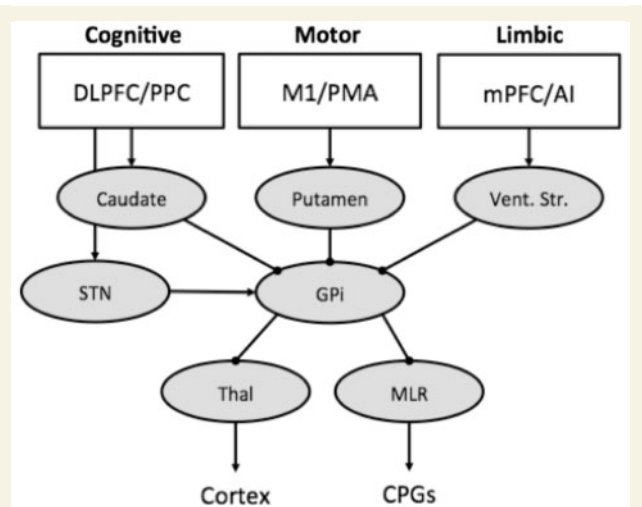 Cognitive Motor Limbic
DLPFC/PPC M1/PMA mPFC/AI
Caudate Putamen Vent. Str.
STN GPi
Thal MLR
Cortex CPGs